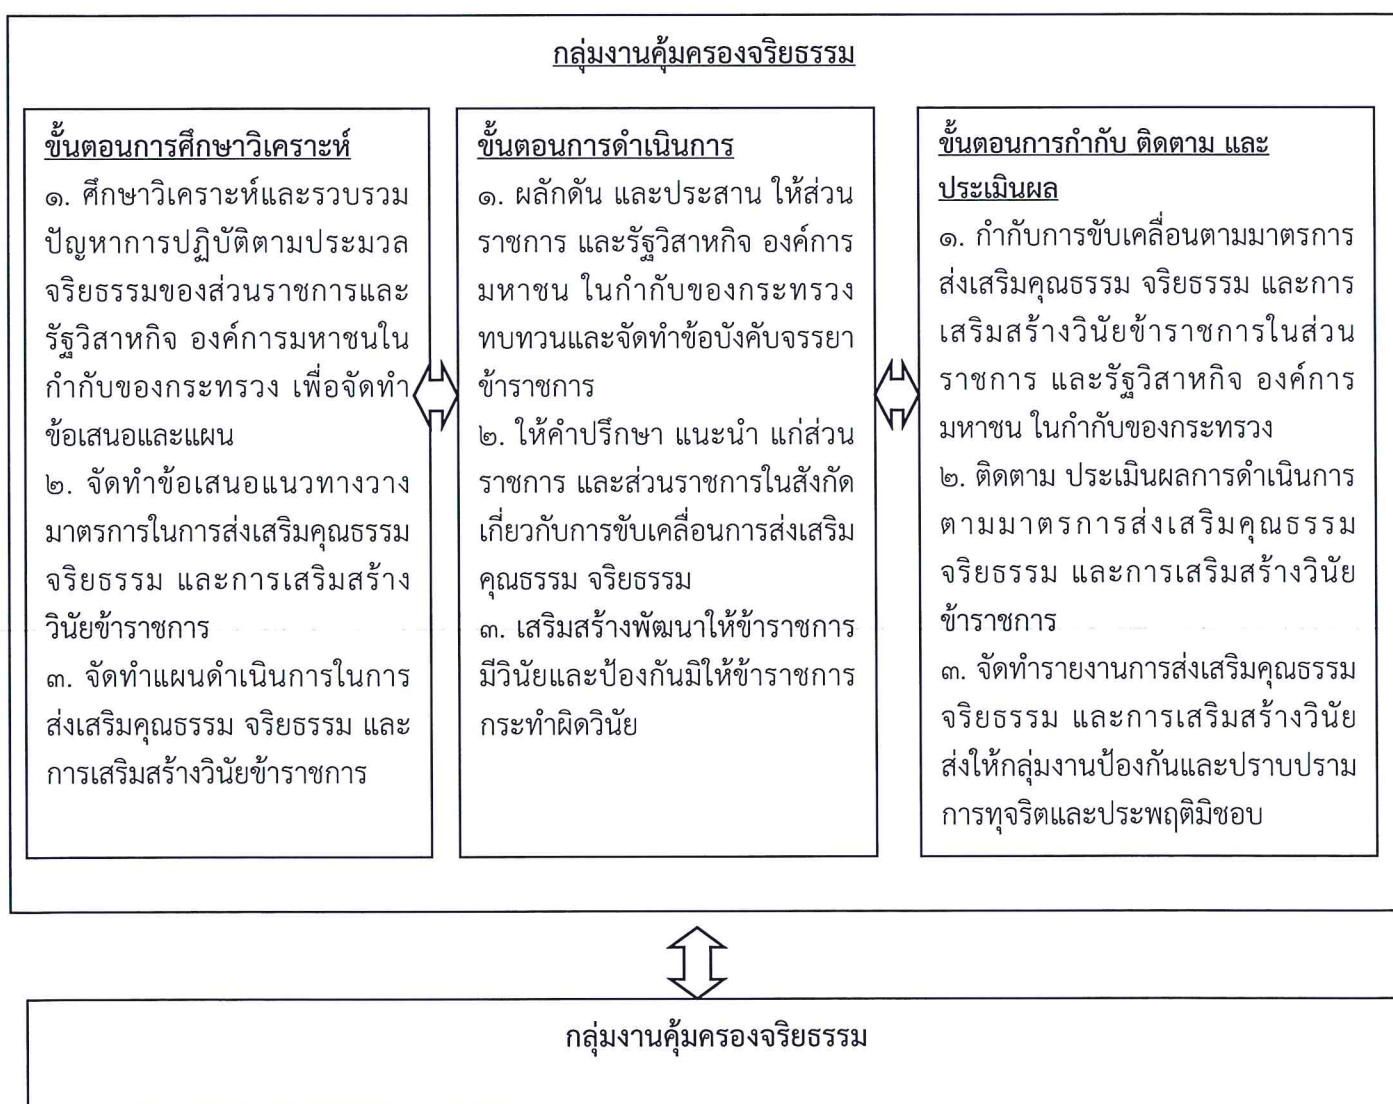 กลุ่มงานคุ้มครองจริยธรรม
ขั้นตอนการศึกษาวิเคราะห์
๑. ศึกษาวิเคราะห์และรวบรวม
ปัญหาการปฏิบัติตามประมวล
จริยธรรมของส่วนราชการและ
รัฐวิสาหกิจ องค์การมหาชนใน
กำกับของกระทรวง เพื่อจัดทำ
ข้อเสนอและแผน
๒. จัดทำข้อเสนอแนวทางวาง
มาตรการในการส่งเสริมคุณธรรม
จริยธรรม และการเสริมสร้าง
วินัยข้าราชการ
๓. จัดทำแผนดำเนินการในการ
ส่งเสริมคุณธรรม จริยธรรม และ
การเสริมสร้างวินัยข้าราชการ
ขั้นตอนการดำเนินการ
๑. ผลักดัน และประสาน ให้ส่วน
ราชการ และรัฐวิสาหกิจ องค์การ
มหาชน ในกำกับของกระทรวง
ทบทวนและจัดทำข้อบังคับจรรยา
ข้าราชการ
๒. ให้คำปรึกษา แนะนำ แก่ส่วน
ราชการ และส่วนราชการในสังกัด
เกี่ยวกับการขับเคลื่อนการส่งเสริม
คุณธรรม จริยธรรม
๓. เสริมสร้างพัฒนาให้ข้าราชการ
มีวินัยและป้องกันมิให้ข้าราชการ
กระทำผิดวินัย
ขั้นตอนการกำกับ ติดตาม และ
ประเมินผล
๑. กำกับการขับเคลื่อนตามมาตรการ
ส่งเสริมคุณธรรม จริยธรรม และการ
เสริมสร้างวินัยข้าราชการในส่วน
ราชการ และรัฐวิสาหกิจ องค์การ
มหาชน ในกำกับของกระทรวง
๒. ติดตาม ประเมินผลการดำเนินการ
ตามมาตรการส่งเสริมคุณธรรม
จริยธรรม และการเสริมสร้างวินัย
ข้าราชการ
๓. จัดทำรายงานการส่งเสริมคุณธรรม
จริยธรรม และการเสริมสร้างวินัย
ส่งให้กลุ่มงานป้องกันและปราบปราม
การทุจริตและประพฤติมิชอบ
กลุ่มงานคุ้มครองจริยธรรม